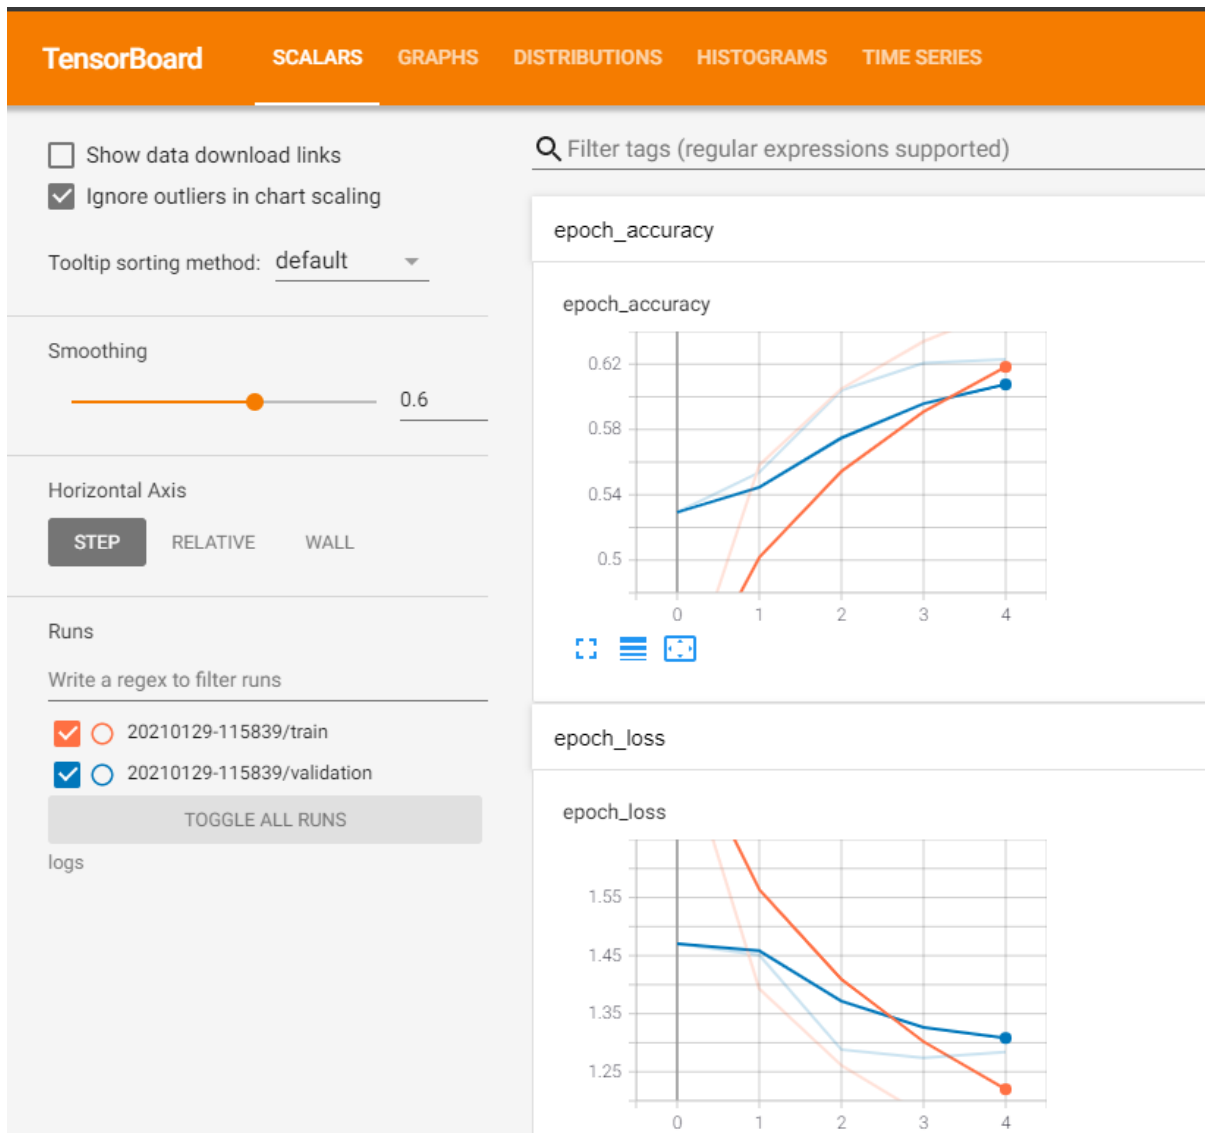 TensorBoard SCALARS GRAPHS DISTRIBUTIONS HISTOGRAMS TIME SERIES
Show data download links
Ignore outliers in chart scaling
Tooltip sorting method: default
Smoothing
0.6
Horizontal Axis
STEP RELATIVE WALL
Runs
Write a regex to filter runs
20210129-115839/train
20210129-115839/validation
TOGGLE ALL RUNS
logs
Filter tags (regular expressions supported)
epoch_accuracy
epoch_accuracy
0.62
0.58
0.54
0.5
0 1 2 3 4
epoch_loss
epoch_loss
1.55
1.45
1.35
1.25
0 1 2 3 4